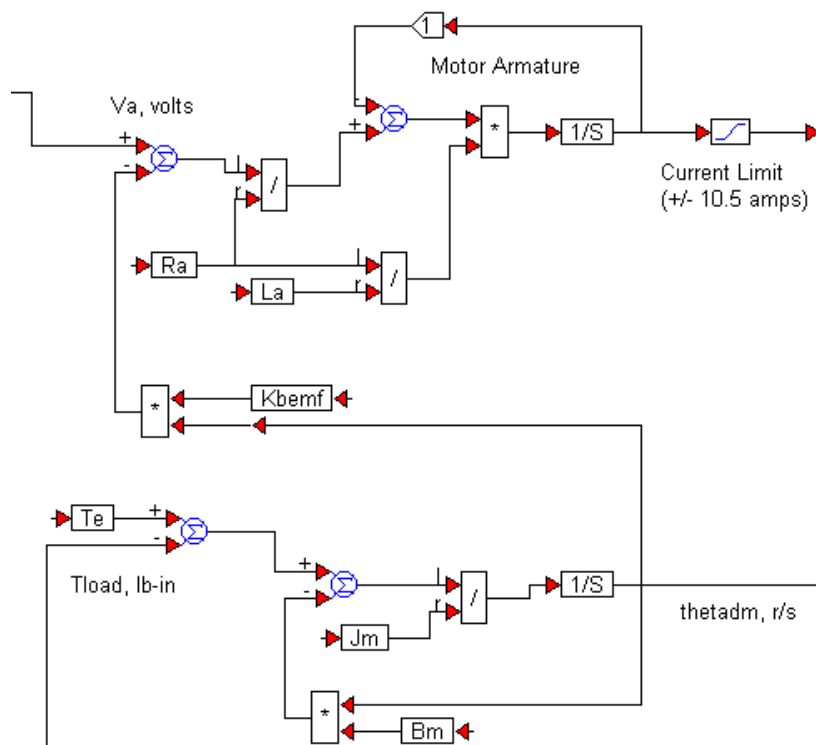 1
Motor Armature
Va, volts
+
-
Σ
l
r
/
-
+
Σ
*
1/S
Current Limit
(+/- 10.5 amps)
Ra
La
l
r
/
*
Kbemf
Te
+
-
Σ
Tload, lb-in
+
-
Σ
l
r
/
1/S
thetadm, r/s
Jm
*
Bm